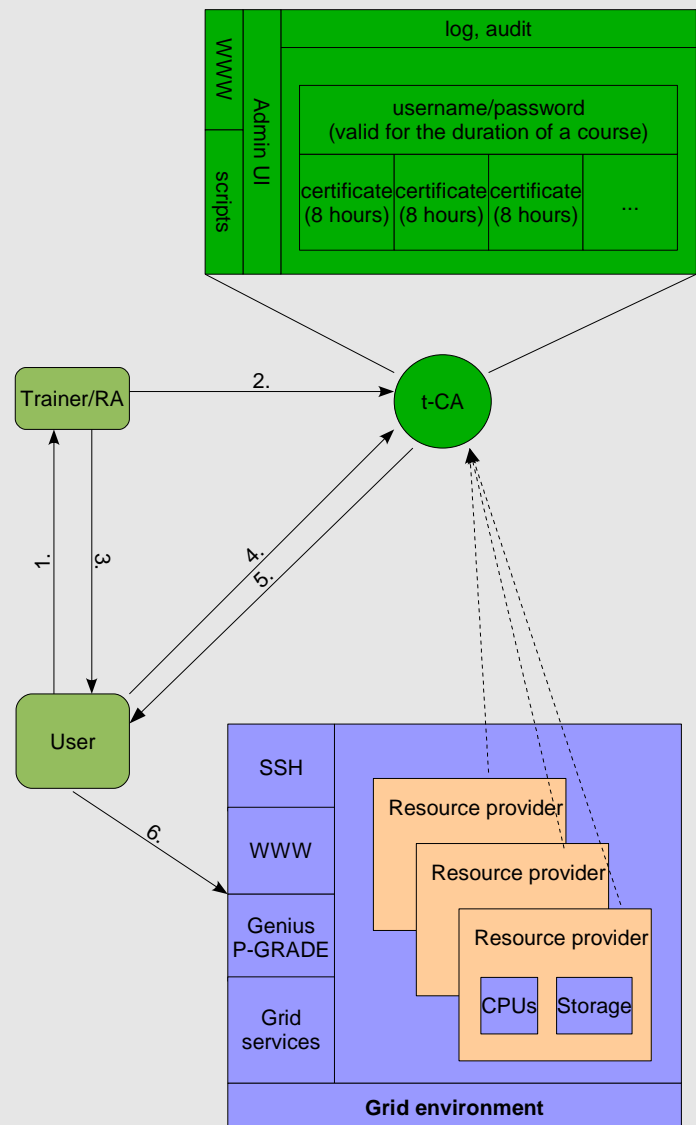 log, audit
WWW
scripts
Admin UI
username/password
(valid for the duration of a course)
certificate
(8 hours)
certificate
(8 hours)
certificate
(8 hours)
...
Trainer/RA
2.
t-CA
1.
3.
4.
5.
User
6.
SSH
WWW
Genius
P-GRADE
Grid
services
Resource provider
Resource provider
Resource provider
CPUs
Storage
Grid environment